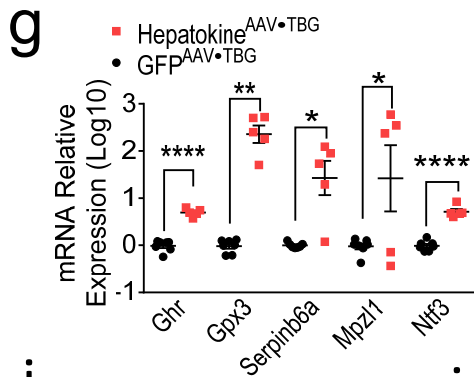 g
Hepatokine^AAV•TBG
GFP^AAV•TBG
mRNA Relative
Expression (Log10)
3
2
1
0
-1
****
**
*
*
****
Ghr
Gpx3
Serpinb6a
Mpzl1
Ntf3